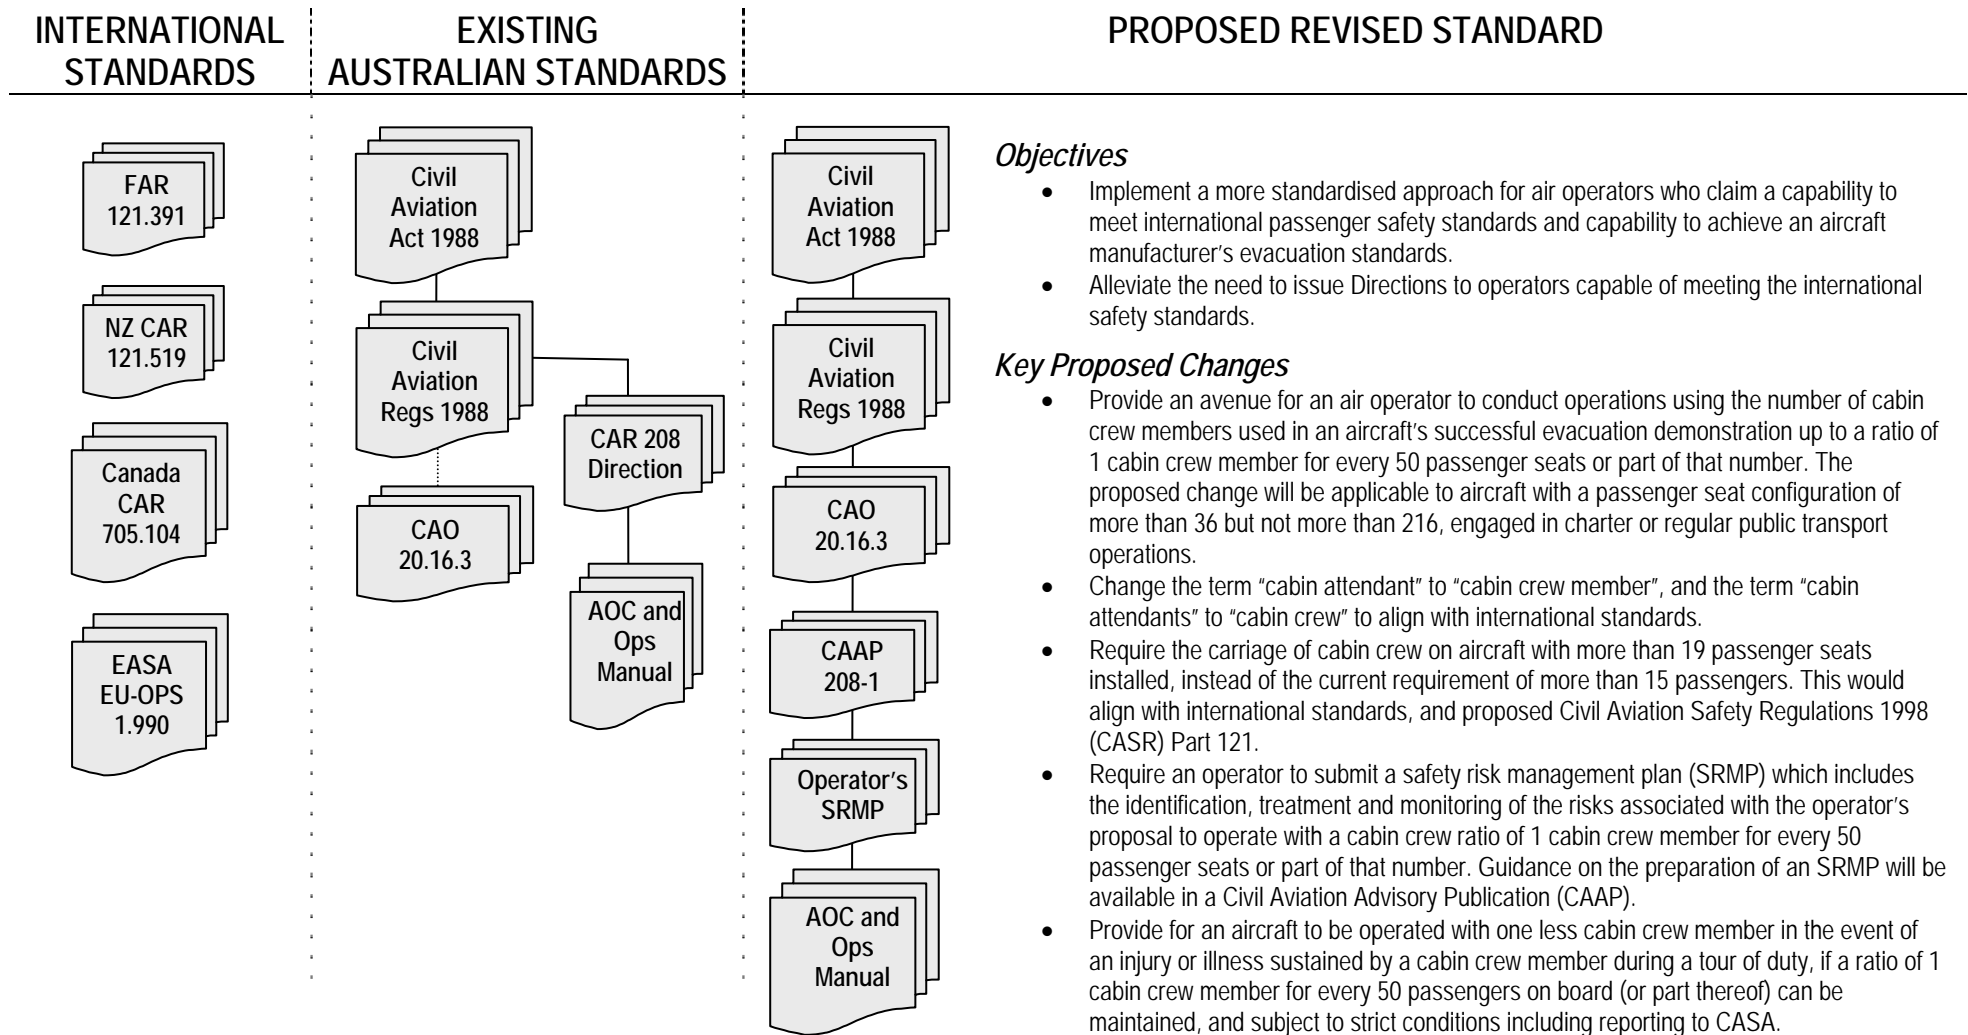 INTERNATIONAL
STANDARDS
EXISTING
AUSTRALIAN STANDARDS
PROPOSED REVISED STANDARD
FAR
121.391
NZ CAR
121.519
Canada
CAR
705.104
EASA
EU-OPS
1.990
Civil
Aviation
Act 1988
Civil
Aviation
Regs 1988
CAR 208
Direction
CAO
20.16.3
AOC and
Ops
Manual
Civil
Aviation
Act 1988
Civil
Aviation
Regs 1988
CAO
20.16.3
CAAP
208-1
Operator's
SRMP
AOC and
Ops
Manual
Objectives
• Implement a more standardised approach for air operators who claim a capability to
meet international passenger safety standards and capability to achieve an aircraft
manufacturer's evacuation standards.
• Alleviate the need to issue Directions to operators capable of meeting the international
safety standards.
Key Proposed Changes
• Provide an avenue for an air operator to conduct operations using the number of cabin
crew members used in an aircraft's successful evacuation demonstration up to a ratio of
1 cabin crew member for every 50 passenger seats or part of that number. The
proposed change will be applicable to aircraft with a passenger seat configuration of
more than 36 but not more than 216, engaged in charter or regular public transport
operations.
• Change the term “cabin attendant” to “cabin crew member”, and the term “cabin
attendants” to “cabin crew” to align with international standards.
• Require the carriage of cabin crew on aircraft with more than 19 passenger seats
installed, instead of the current requirement of more than 15 passengers. This would
align with international standards, and proposed Civil Aviation Safety Regulations 1998
(CASR) Part 121.
• Require an operator to submit a safety risk management plan (SRMP) which includes
the identification, treatment and monitoring of the risks associated with the operator's
proposal to operate with a cabin crew ratio of 1 cabin crew member for every 50
passenger seats or part of that number. Guidance on the preparation of an SRMP will be
available in a Civil Aviation Advisory Publication (CAAP).
• Provide for an aircraft to be operated with one less cabin crew member in the event of
an injury or illness sustained by a cabin crew member during a tour of duty, if a ratio of 1
cabin crew member for every 50 passengers on board (or part thereof) can be
maintained, and subject to strict conditions including reporting to CASA.